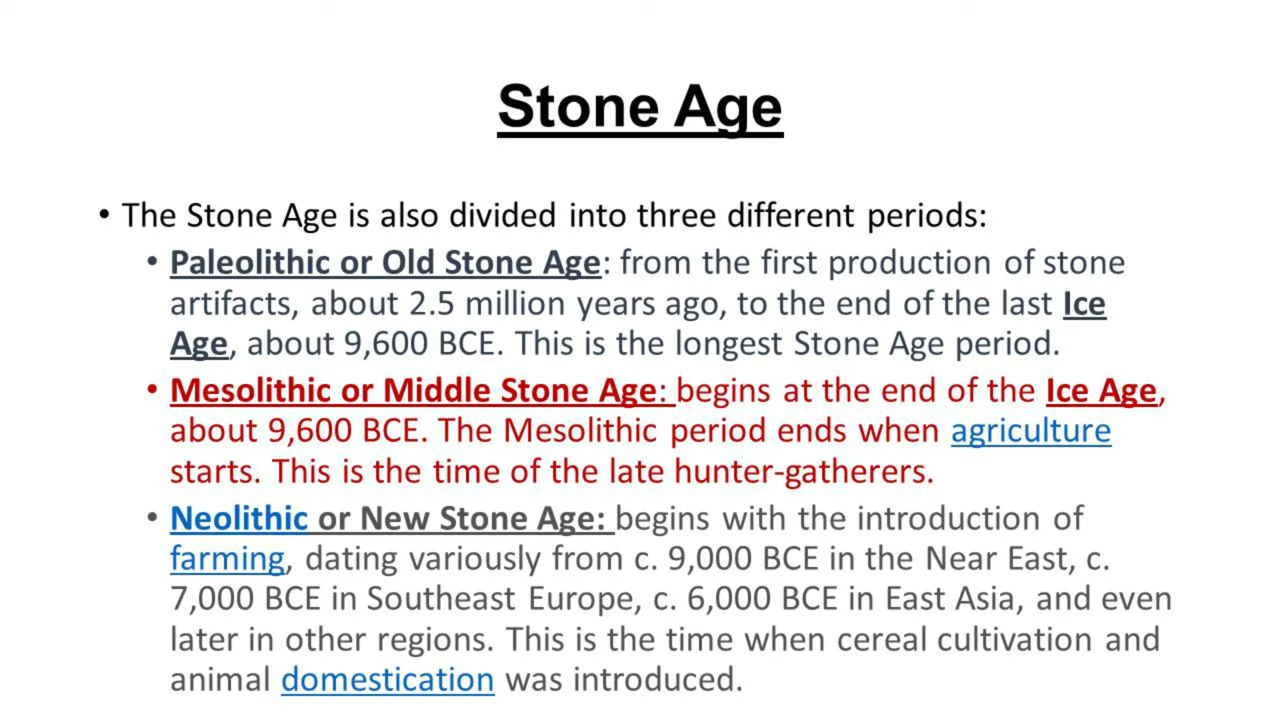 Stone Age
• The Stone Age is also divided into three different periods:
• Paleolithic or Old Stone Age: from the first production of stone
artifacts, about 2.5 million years ago, to the end of the last Ice
Age, about 9,600 BCE. This is the longest Stone Age period.
• Mesolithic or Middle Stone Age: begins at the end of the Ice Age,
about 9,600 BCE. The Mesolithic period ends when agriculture
starts. This is the time of the late hunter-gatherers.
• Neolithic or New Stone Age: begins with the introduction of
farming, dating variously from c. 9,000 BCE in the Near East, c.
7,000 BCE in Southeast Europe, c. 6,000 BCE in East Asia, and even
later in other regions. This is the time when cereal cultivation and
animal domestication was introduced.